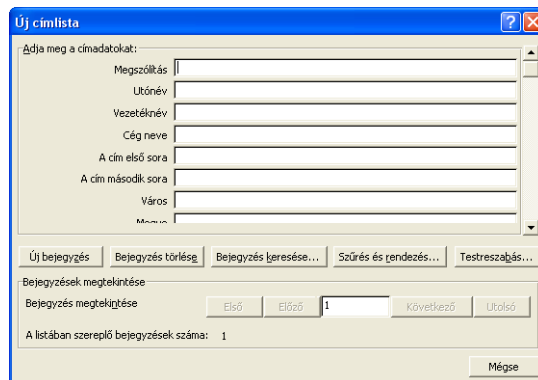 Új címlista
Adja meg a címadatokat:
Megszólítás
Utónév
Vezetéknév
Cég neve
A cím első sora
A cím második sora
Város
Megye
Új bejegyzés Bejegyzés törlése Bejegyzés keresése... Szűrés és rendezés... Testreszabás...
Bejegyzések megtekintése
Bejegyzés megtekintése Első Előző 1 Következő Utolsó
A listában szereplő bejegyzések száma: 1
Mégse